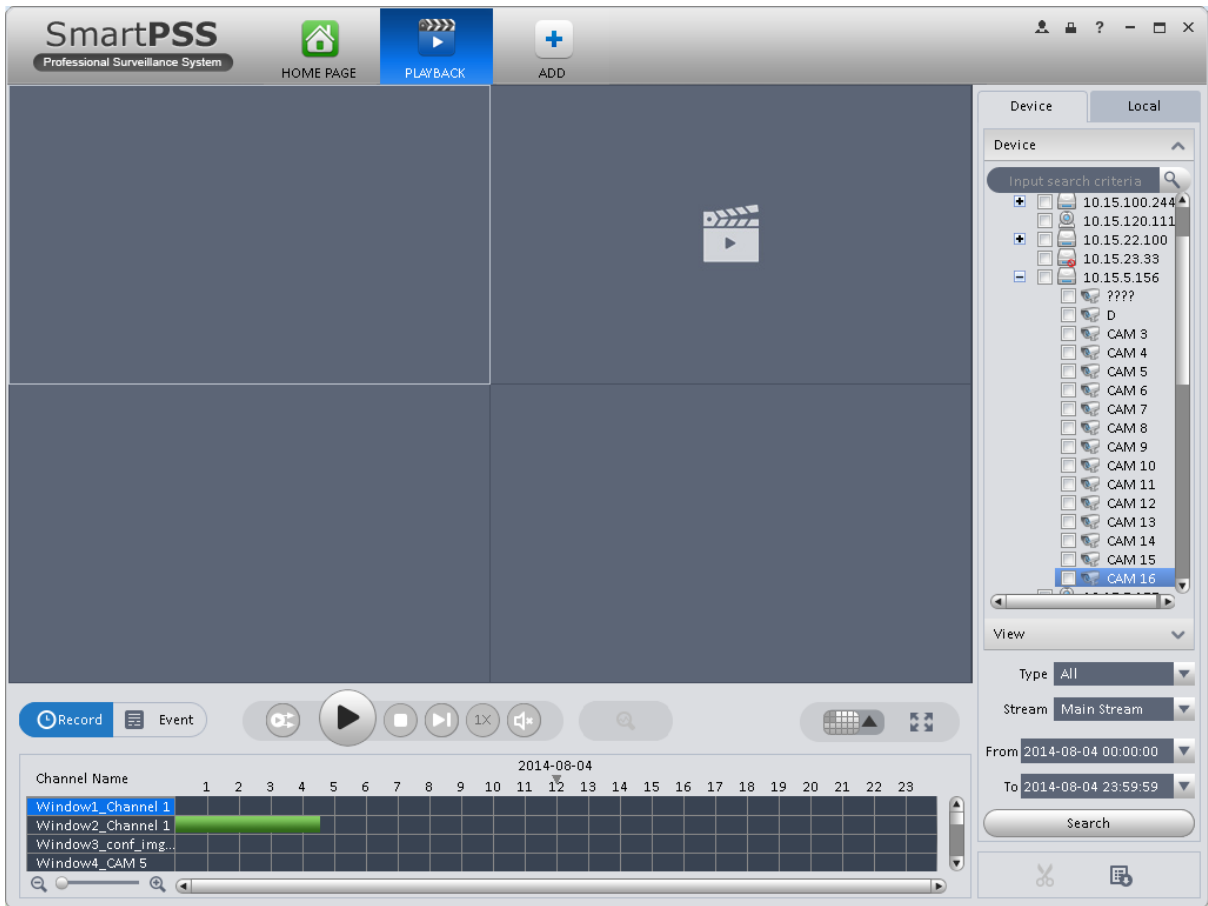 SmartPSS
Professional Surveillance System
HOME PAGE
PLAYBACK
ADD
?
Device Local
Device
Input search criteria
10.15.100.244
10.15.120.111
10.15.22.100
10.15.23.33
10.15.5.156
????
D
CAM 3
CAM 4
CAM 5
CAM 6
CAM 7
CAM 8
CAM 9
CAM 10
CAM 11
CAM 12
CAM 13
CAM 14
CAM 15
CAM 16
View
Type All
Stream Main Stream
From 2014-08-04 00:00:00
To 2014-08-04 23:59:59
Search
Record Event
1X
2014-08-04
Channel Name
1 2 3 4 5 6 7 8 9 10 11 12 13 14 15 16 17 18 19 20 21 22 23
Window1_Channel 1
Window2_Channel 1
Window3_conf_img...
Window4_CAM 5